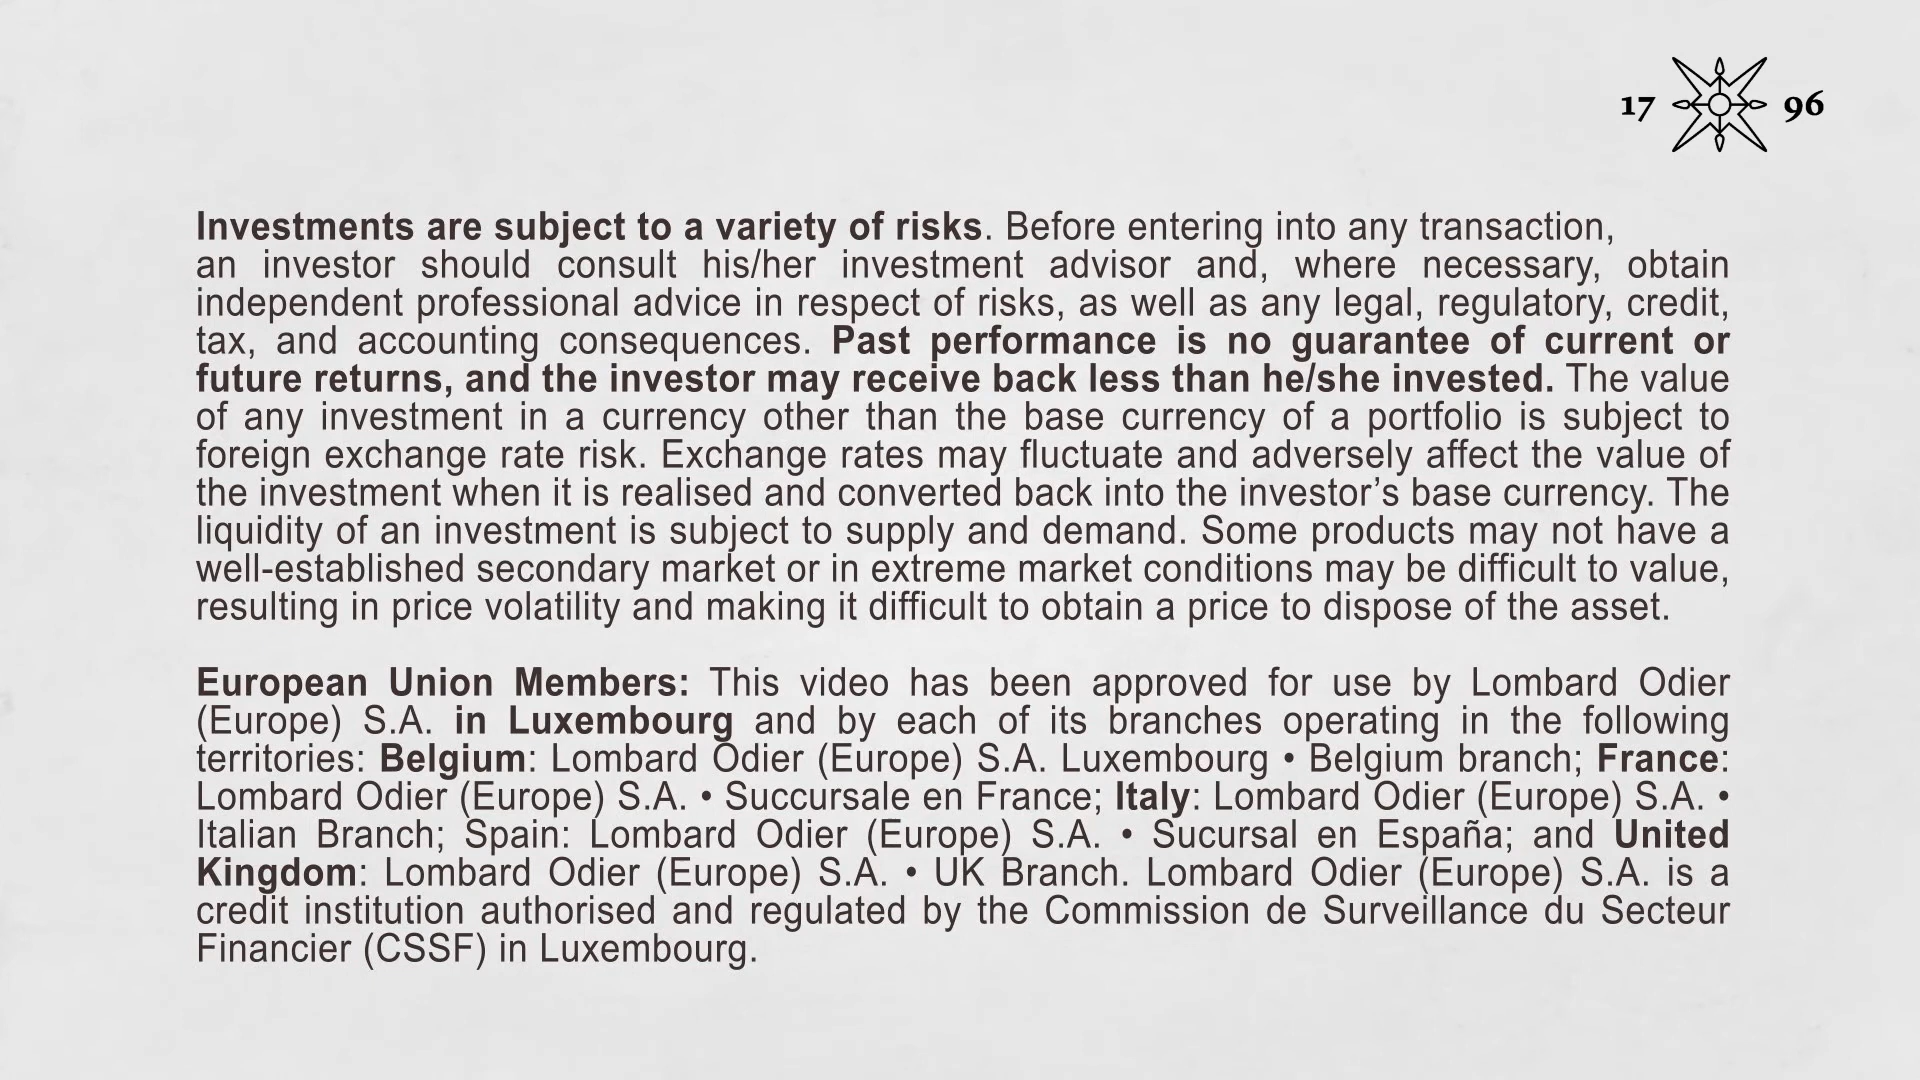 17 96
Investments are subject to a variety of risks. Before entering into any transaction,
an investor should consult his/her investment advisor and, where necessary, obtain
independent professional advice in respect of risks, as well as any legal, regulatory, credit,
tax, and accounting consequences. Past performance is no guarantee of current or
future returns, and the investor may receive back less than he/she invested. The value
of any investment in a currency other than the base currency of a portfolio is subject to
foreign exchange rate risk. Exchange rates may fluctuate and adversely affect the value of
the investment when it is realised and converted back into the investor’s base currency. The
liquidity of an investment is subject to supply and demand. Some products may not have a
well-established secondary market or in extreme market conditions may be difficult to value,
resulting in price volatility and making it difficult to obtain a price to dispose of the asset.
European Union Members: This video has been approved for use by Lombard Odier
(Europe) S.A. in Luxembourg and by each of its branches operating in the following
territories: Belgium: Lombard Odier (Europe) S.A. Luxembourg • Belgium branch; France:
Lombard Odier (Europe) S.A. • Succursale en France; Italy: Lombard Odier (Europe) S.A. •
Italian Branch; Spain: Lombard Odier (Europe) S.A. • Sucursal en España; and United
Kingdom: Lombard Odier (Europe) S.A. • UK Branch. Lombard Odier (Europe) S.A. is a
credit institution authorised and regulated by the Commission de Surveillance du Secteur
Financier (CSSF) in Luxembourg.